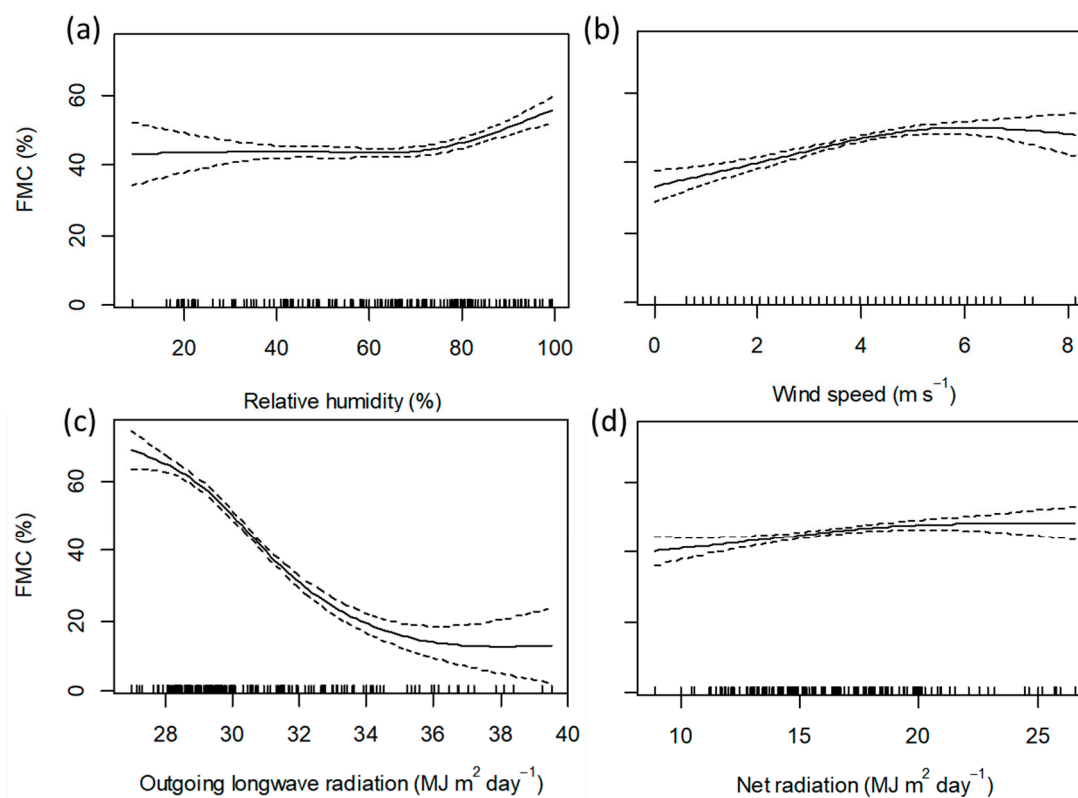 (a)
FMC (%)
60
40
20
0
20 40 60 80 100
Relative humidity (%)
(b)
0 2 4 6 8
Wind speed (m s⁻¹)
(c)
FMC (%)
60
40
20
0
28 30 32 34 36 38 40
Outgoing longwave radiation (MJ m² day⁻¹)
(d)
10 15 20 25
Net radiation (MJ m² day⁻¹)